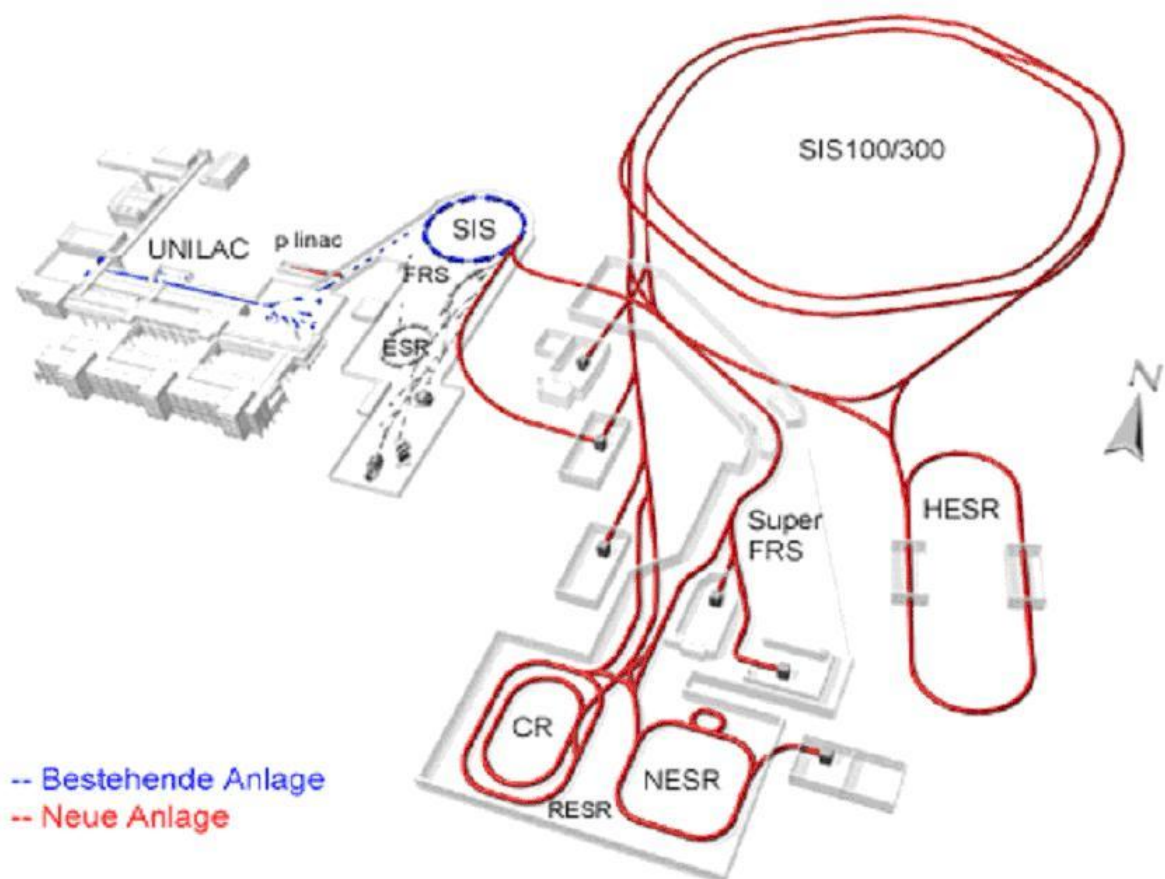 SIS100/300
N
UNILAC
p linac
SIS
FRS
ESR
HESR
Super
FRS
CR
NESR
RESR
-- Bestehende Anlage
-- Neue Anlage